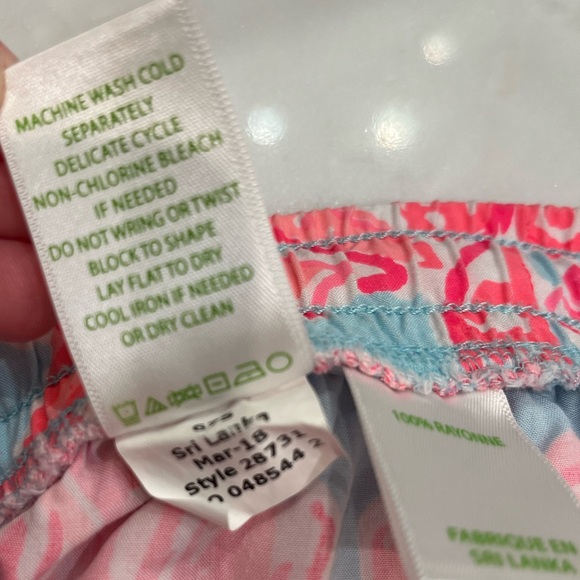 MACHINE WASH COLD
SEPARATELY
DELICATE CYCLE
NON-CHLORINE BLEACH
IF NEEDED
DO NOT WRING OR TWIST
BLOCK TO SHAPE
LAY FLAT TO DRY
COOL IRON IF NEEDED
OR DRY CLEAN
Sri Lanka
Mar-18
Style 28731
048544 2
100% RAYONNE
FABRIQUE EN
SRI LANKA